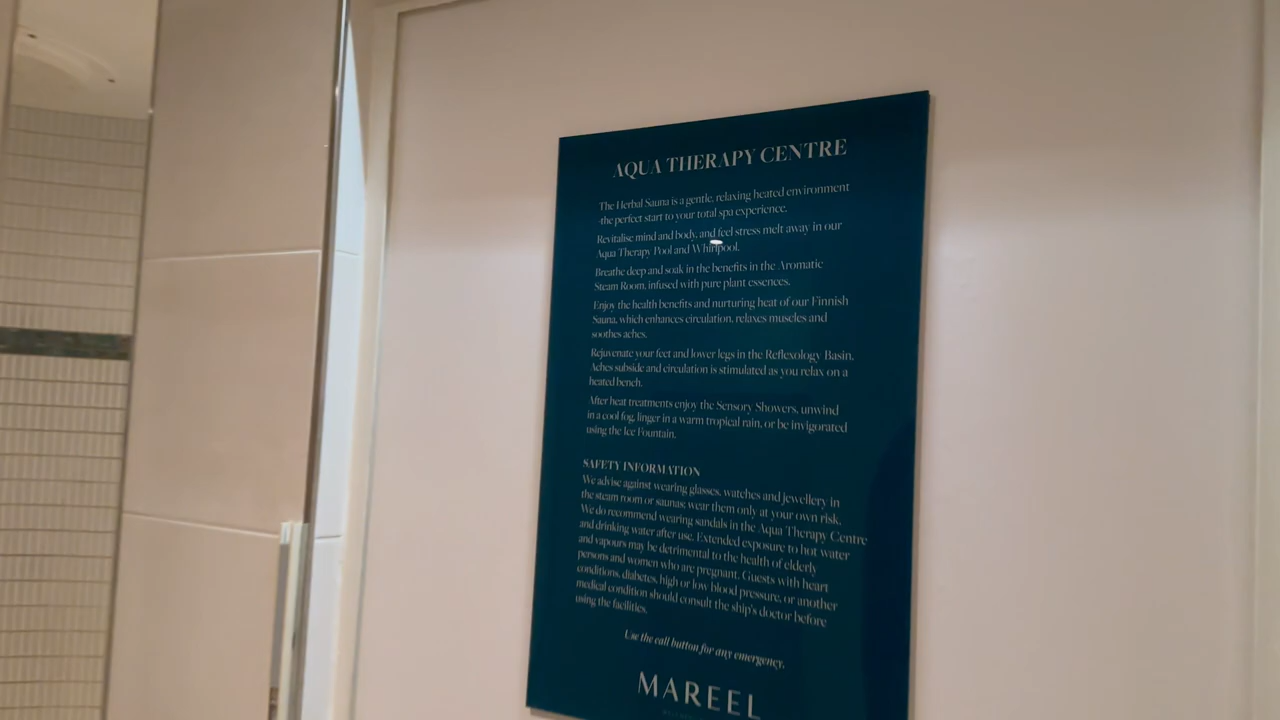 AQUA THERAPY CENTRE
The Herbal Sauna is a gentle, relaxing heated environment
-the perfect start to your total spa experience.
Revitalise mind and body, and feel stress melt away in our
Aqua Therapy Pool and Whirlpool.
Breathe deep and soak in the benefits in the Aromatic
Steam Room, infused with pure plant essences.
Enjoy the health benefits and nurturing heat of our Finnish
Sauna, which enhances circulation, relaxes muscles and
soothes aches.
Rejuvenate your feet and lower legs in the Reflexology Basin.
Aches subside and circulation is stimulated as you relax on a
heated bench.
After heat treatments enjoy the Sensory Showers, unwind
in a cool fog, linger in a warm tropical rain, or be invigorated
using the Ice Fountain.
SAFETY INFORMATION
We advise against wearing glasses, watches and jewellery in
the steam room or saunas; wear them only at your own risk.
We do recommend wearing sandals in the Aqua Therapy Centre
and drinking water after use. Extended exposure to hot water
and vapours may be detrimental to the health of elderly
persons and women who are pregnant. Guests with heart
conditions, diabetes, high or low blood pressure, or another
medical condition should consult the ship's doctor before
using the facilities.
Use the call button for any emergency.
MAREEL